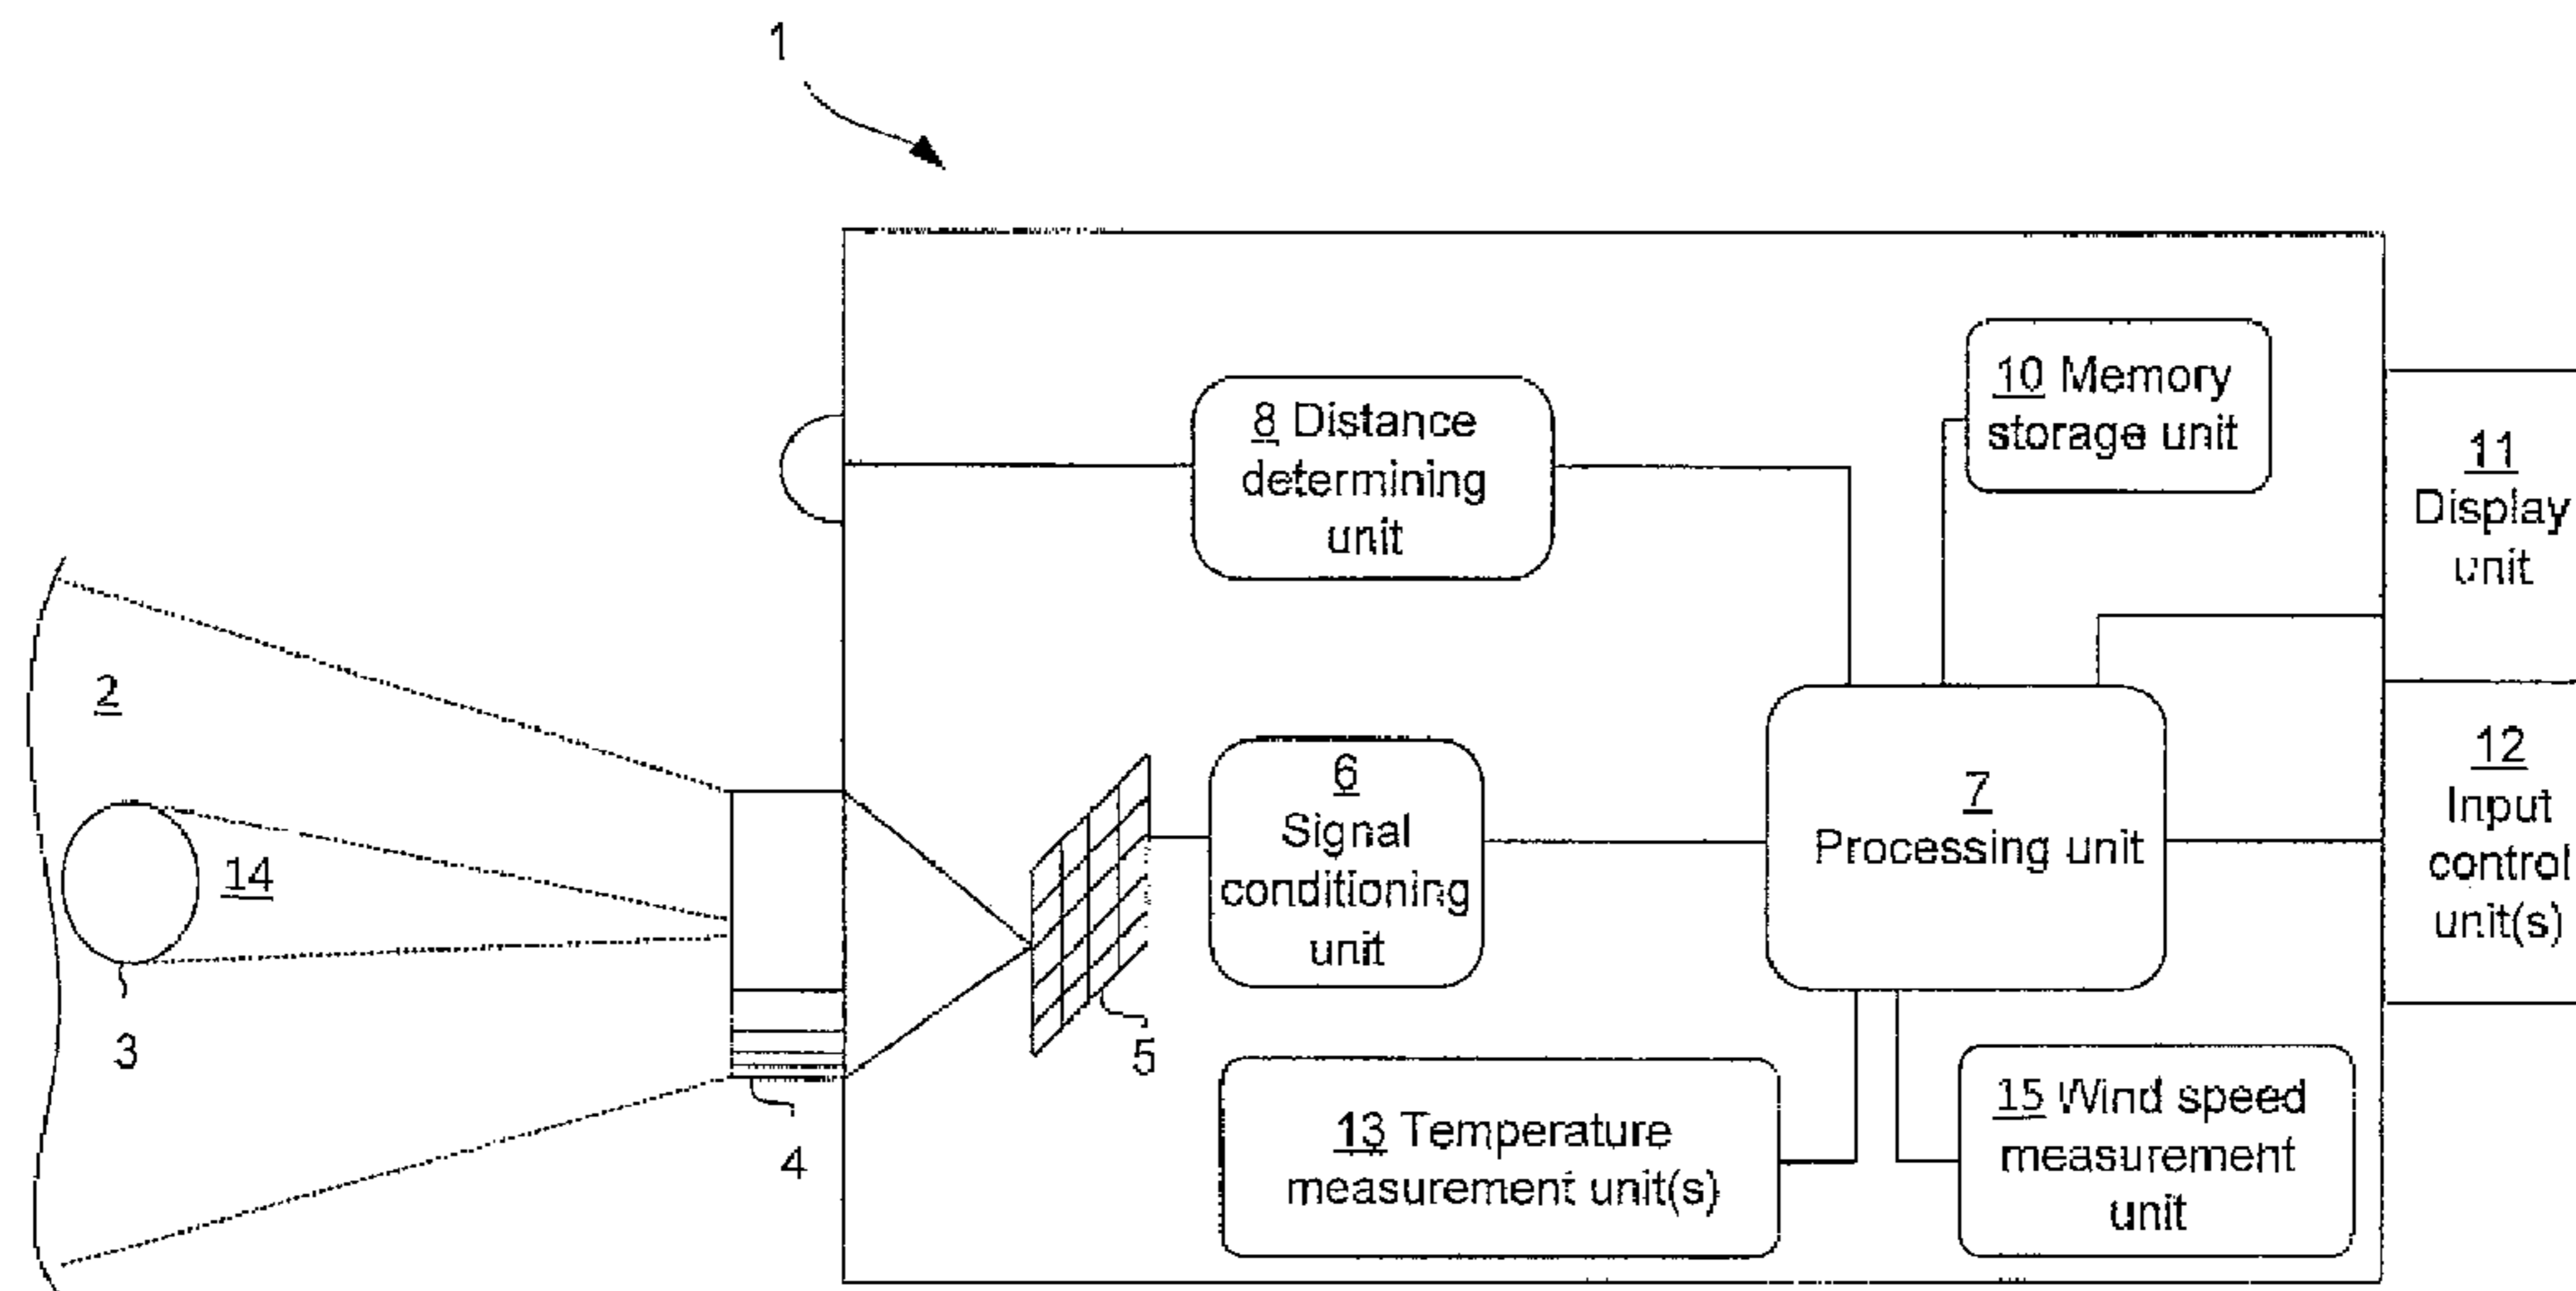 1
10 Memory
storage unit
8 Distance
determining
unit
11
Display
unit
2
14
3
4
5
6
Signal
conditioning
unit
7
Processing unit
12
Input
control
unit(s)
13 Temperature
measurement unit(s)
15 Wind speed
measurement
unit